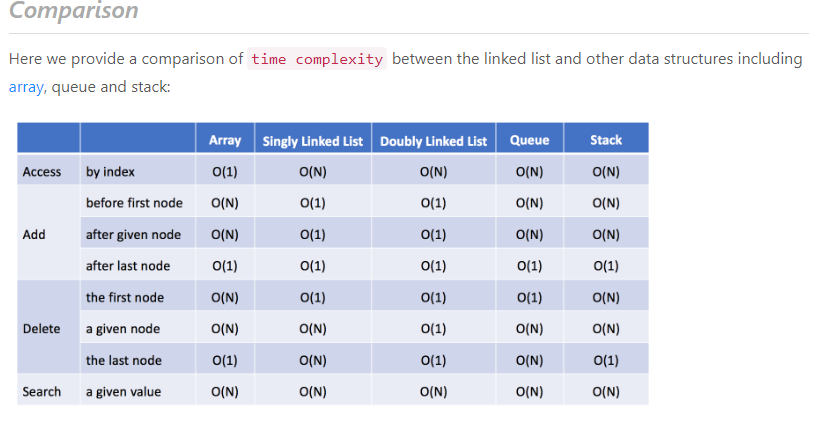 Comparison
Here we provide a comparison of time complexity between the linked list and other data structures including
array, queue and stack:
Array Singly Linked List Doubly Linked List Queue Stack
Access by index O(1) O(N) O(N) O(N) O(N)
before first node O(N) O(1) O(1) O(N) O(N)
Add after given node O(N) O(1) O(1) O(N) O(N)
after last node O(1) O(1) O(1) O(1) O(1)
the first node O(N) O(1) O(1) O(1) O(N)
Delete a given node O(N) O(N) O(1) O(N) O(N)
the last node O(1) O(N) O(1) O(N) O(1)
Search a given value O(N) O(N) O(N) O(N) O(N)